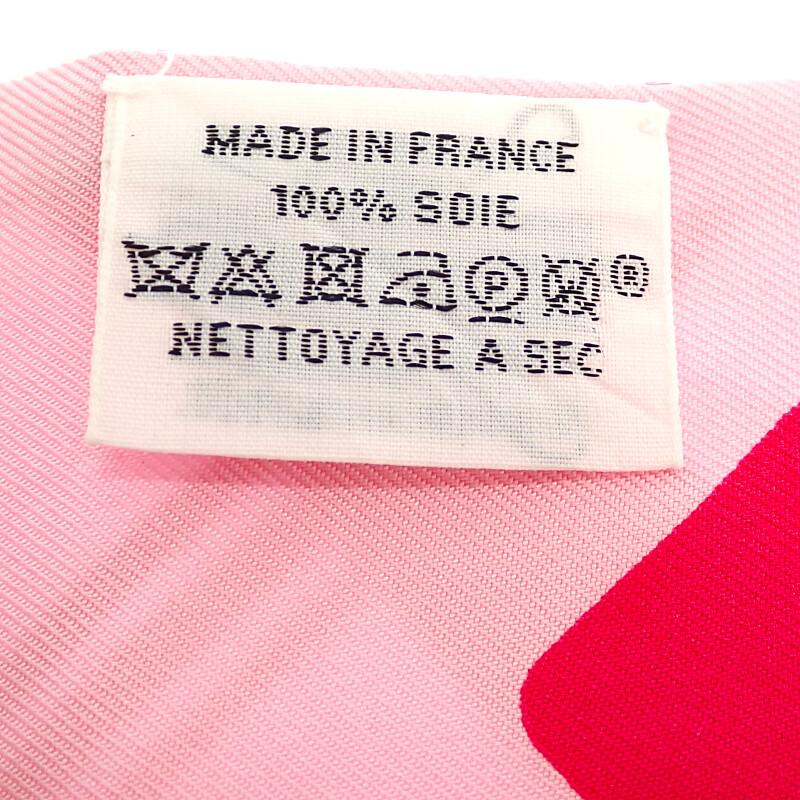 MADE IN FRANCE
100% SOIE
P ®
NETTOYAGE A SEC